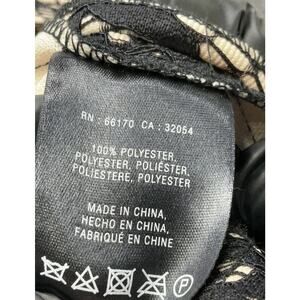 RN : 66170 CA : 32054
100% POLYESTER,
POLYESTER, POLIÉSTER,
POLIESTERE, POLYESTER
MADE IN CHINA,
HECHO EN CHINA,
FABRIQUÉ EN CHINE
P